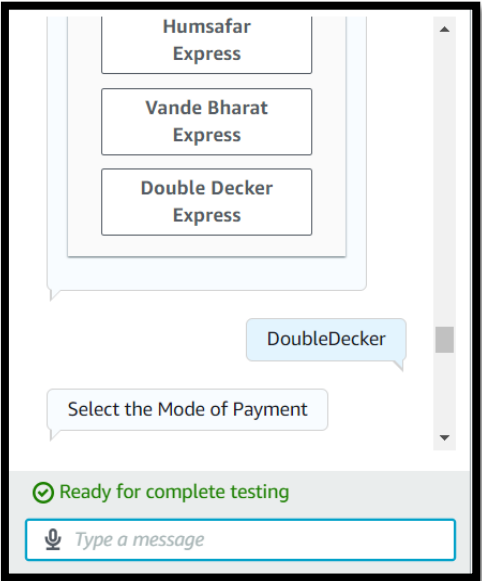 Humsafar
Express
Vande Bharat
Express
Double Decker
Express
DoubleDecker
Select the Mode of Payment
Ready for complete testing
Type a message